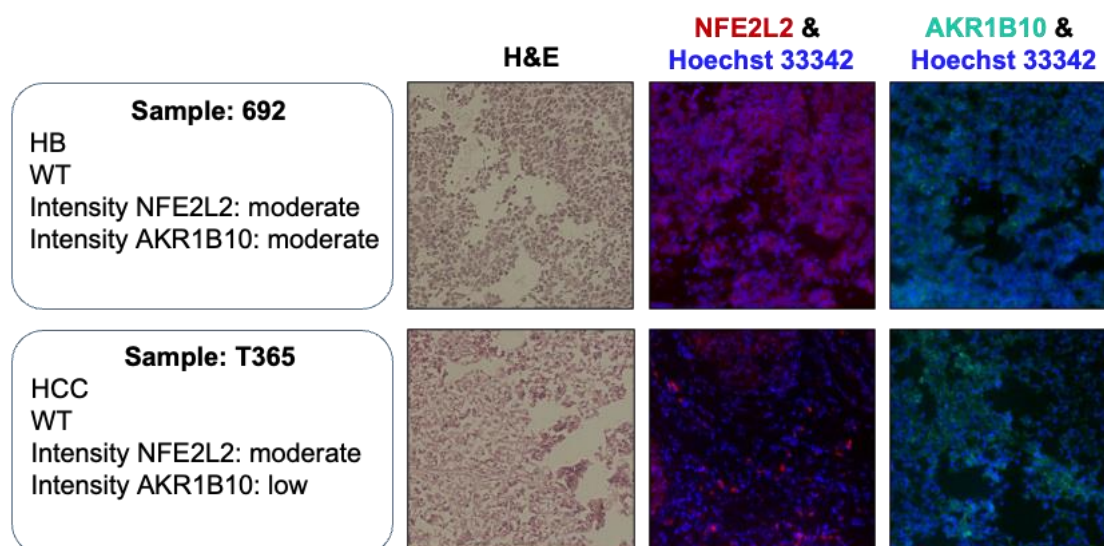 H&E
NFE2L2 &
Hoechst 33342
AKR1B10 &
Hoechst 33342
Sample: 692
HB
WT
Intensity NFE2L2: moderate
Intensity AKR1B10: moderate
Sample: T365
HCC
WT
Intensity NFE2L2: moderate
Intensity AKR1B10: low